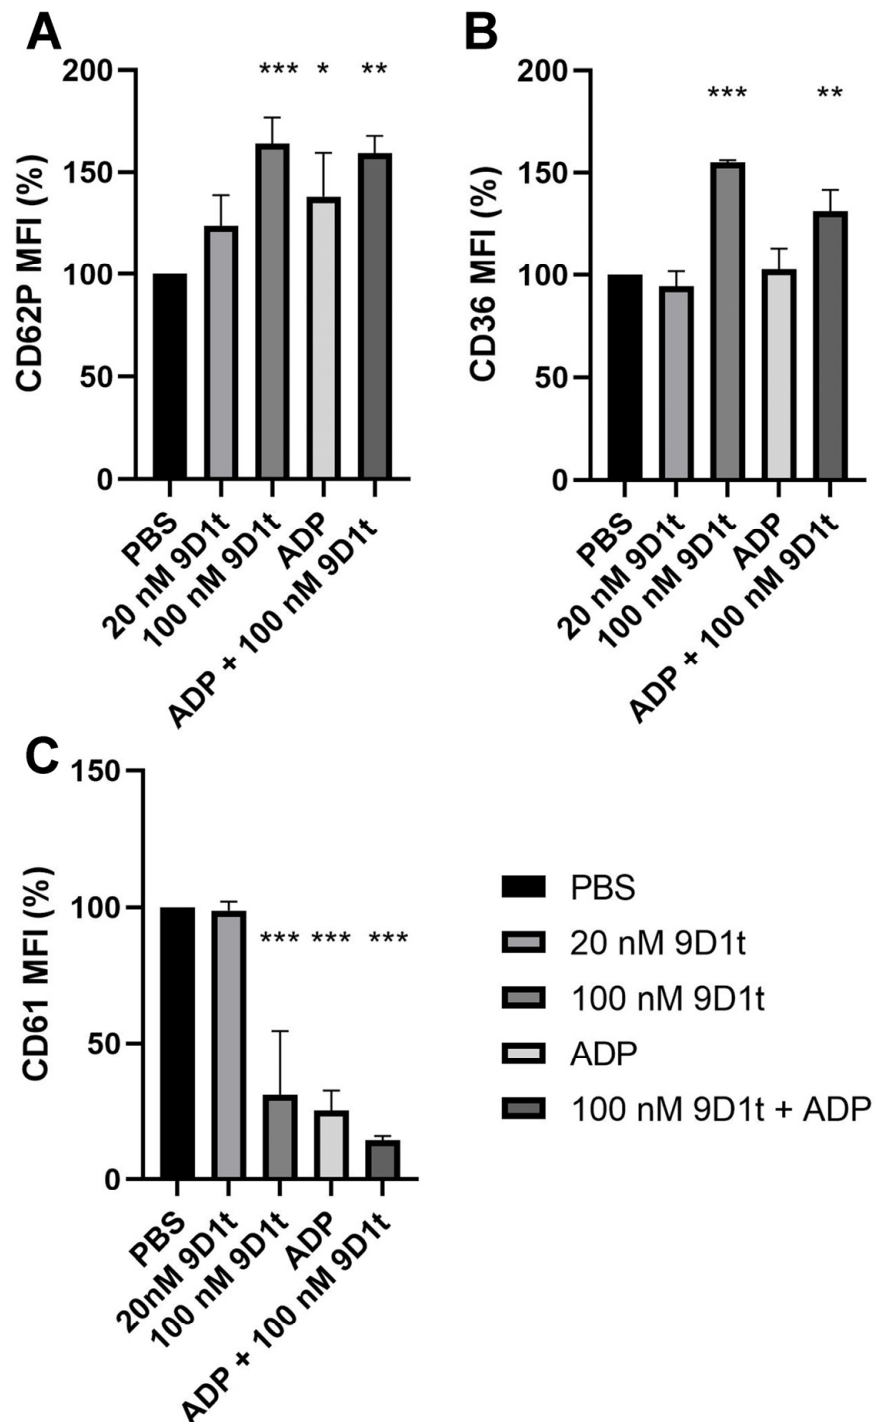 A
CD62P MFI (%)
200
150
100
50
0
*** * **
PBS
20 nM 9D1t
100 nM 9D1t
ADP
ADP + 100 nM 9D1t
B
CD36 MFI (%)
200
150
100
50
0
*** **
PBS
20 nM 9D1t
100 nM 9D1t
ADP
ADP + 100 nM 9D1t
C
CD61 MFI (%)
150
100
50
0
*** *** ***
PBS
20nM 9D1t
100 nM 9D1t
ADP
ADP + 100 nM 9D1t
PBS
20 nM 9D1t
100 nM 9D1t
ADP
100 nM 9D1t + ADP